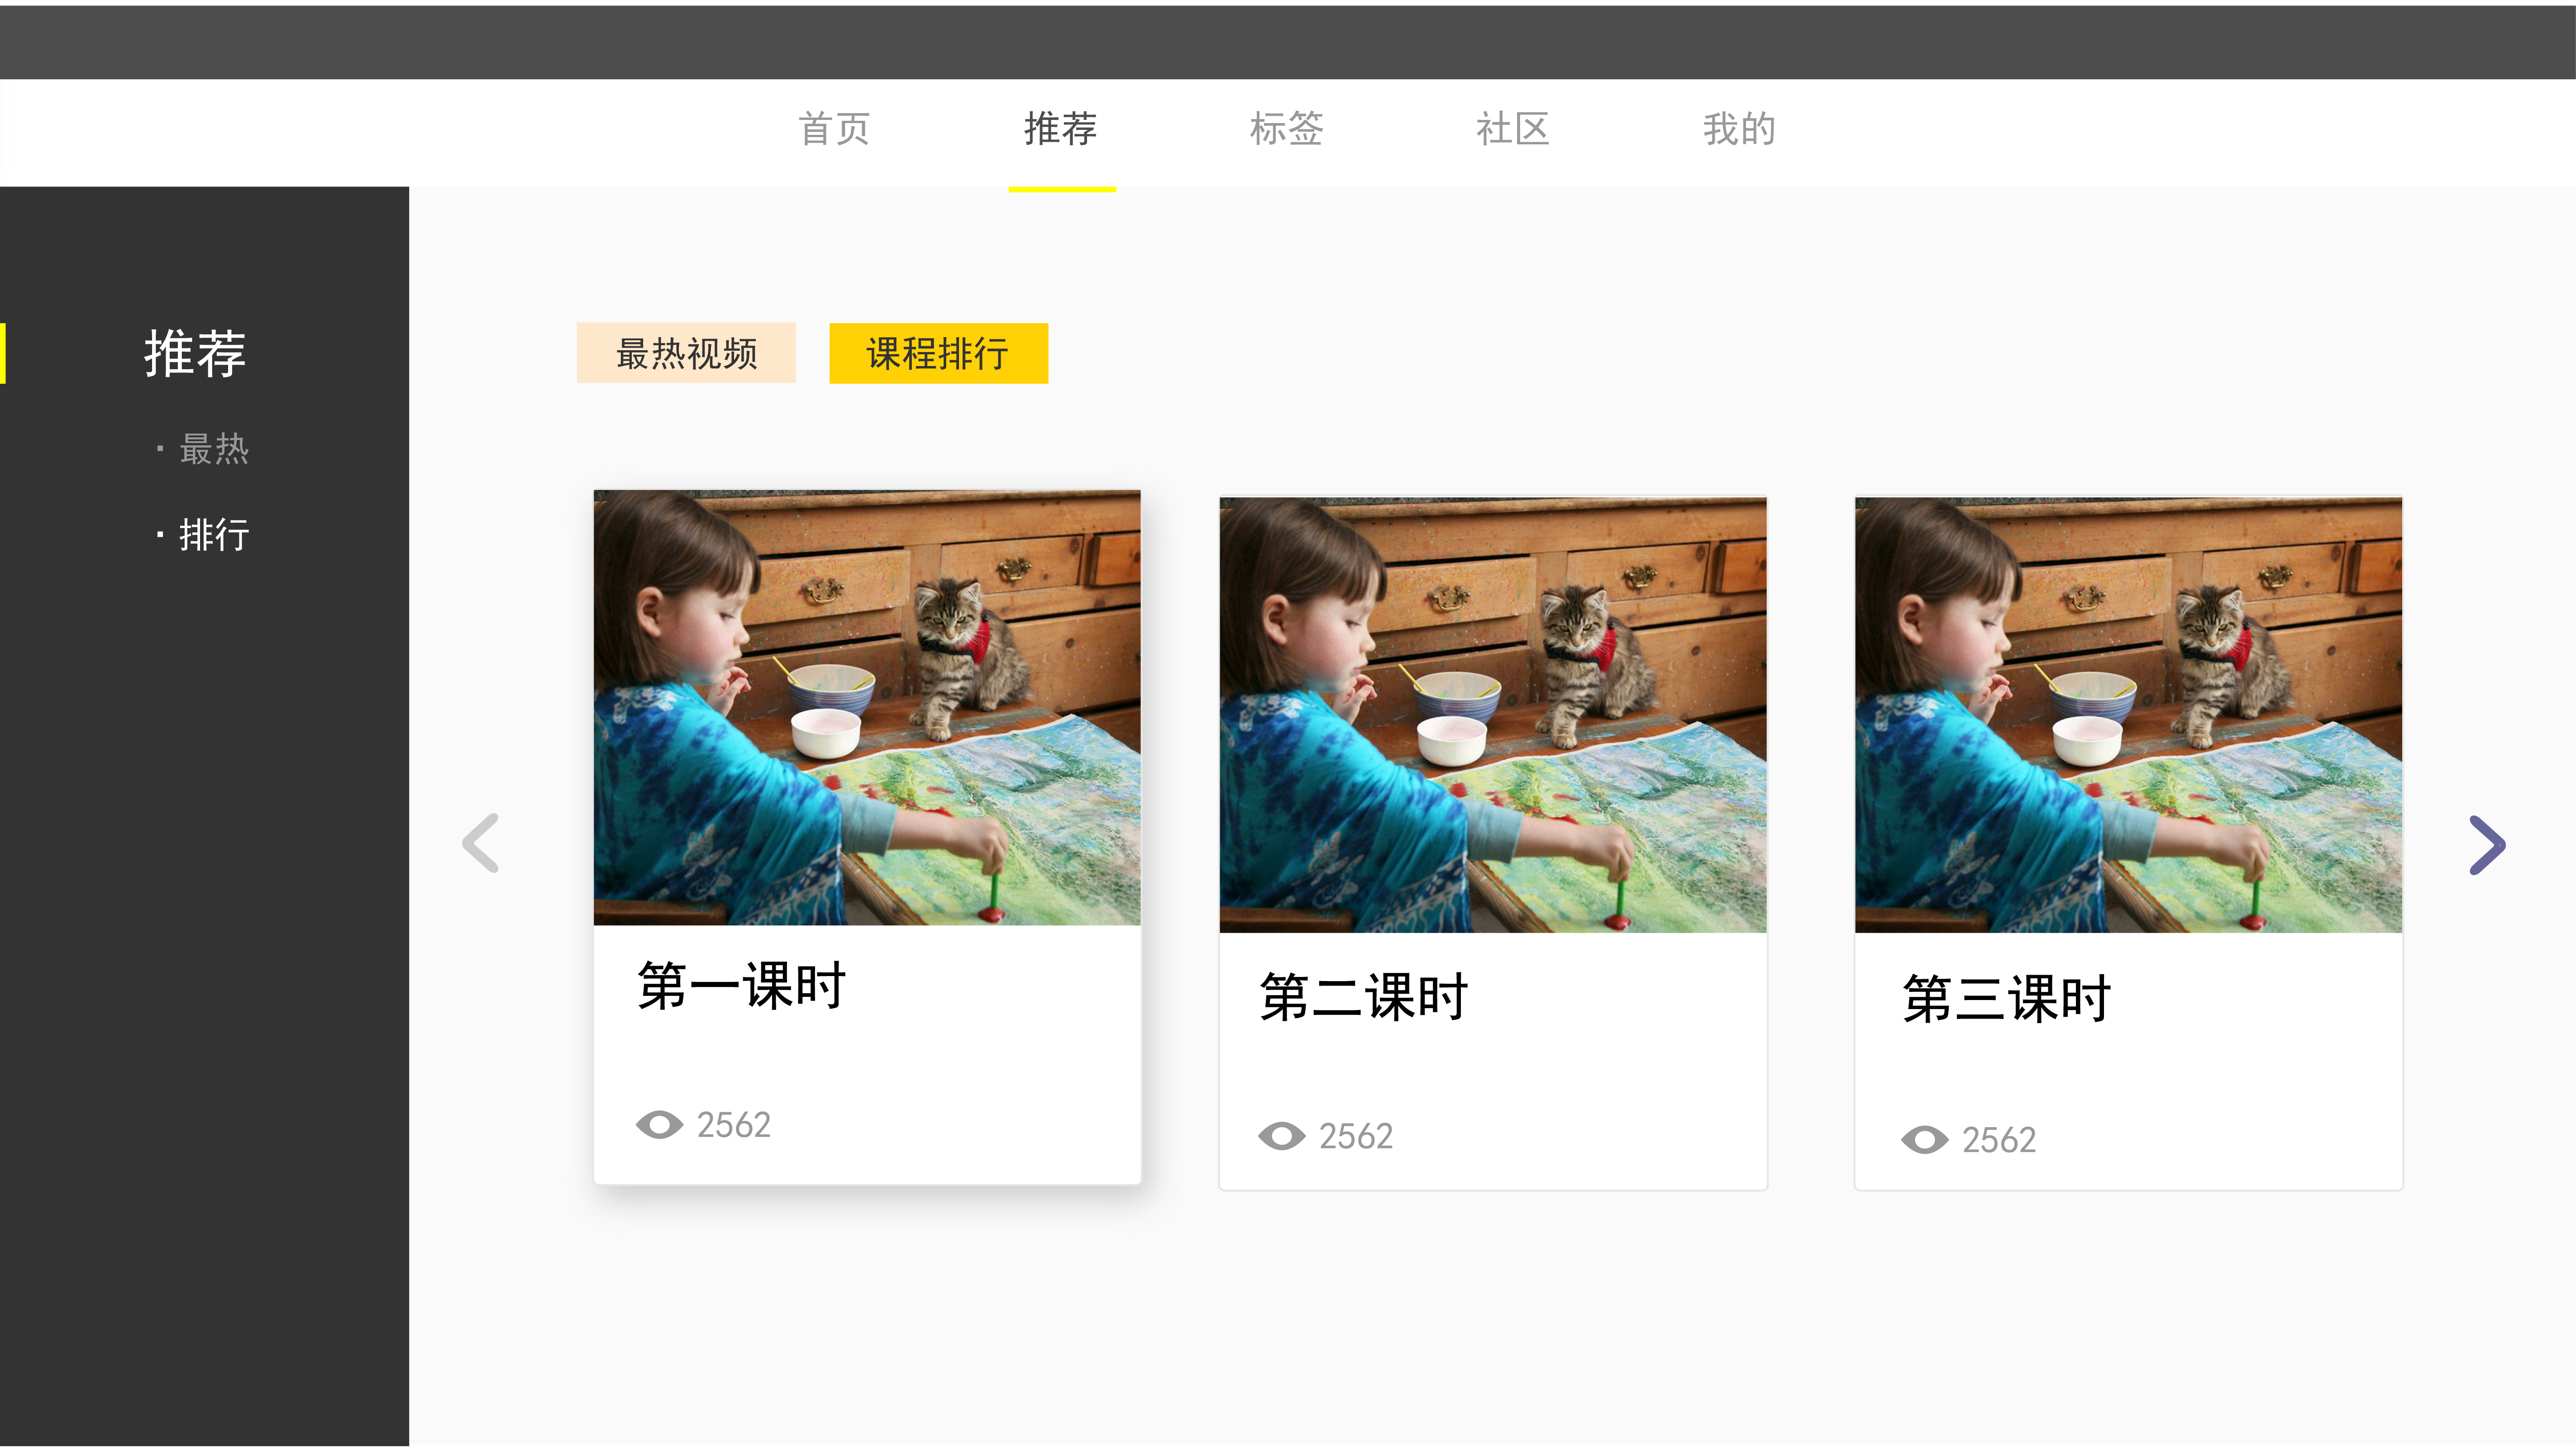 首页 推荐 标签 社区 我的
推荐
· 最热
· 排行
最热视频 课程排行
第一课时
2562
第二课时
2562
第三课时
2562